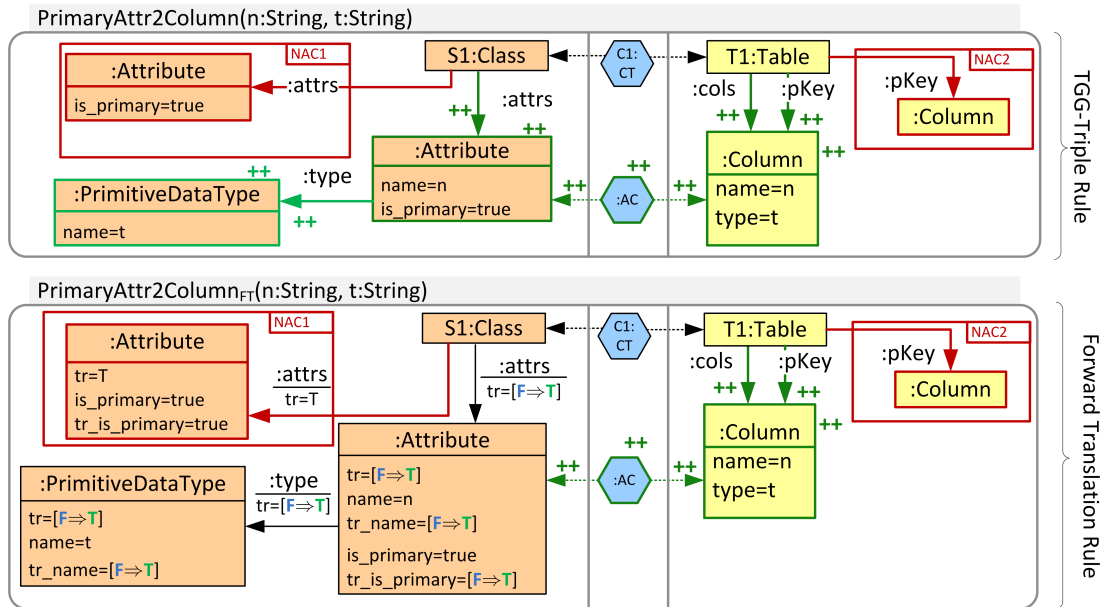 PrimaryAttr2Column(n:String, t:String)
NAC1
:Attribute
is_primary=true
:attrs
S1:Class
C1:
CT
T1:Table
NAC2
:pKey
:Column
:attrs
++
++
:cols
:pKey
++
++
:Attribute
name=n
is_primary=true
:type
++
:PrimitiveDataType
name=t
++
++
++
:AC
++
:Column
name=n
type=t
++
TGG-Triple Rule
PrimaryAttr2ColumnFT(n:String, t:String)
NAC1
:Attribute
tr=T
is_primary=true
tr_is_primary=true
:attrs
tr=T
S1:Class
C1:
CT
T1:Table
NAC2
:pKey
:Column
:attrs
tr=[F⇒T]
:cols
:pKey
++
++
:Attribute
tr=[F⇒T]
name=n
tr_name=[F⇒T]
is_primary=true
tr_is_primary=[F⇒T]
:type
tr=[F⇒T]
:PrimitiveDataType
tr=[F⇒T]
name=t
tr_name=[F⇒T]
++
++
:AC
++
:Column
name=n
type=t
++
Forward Translation Rule